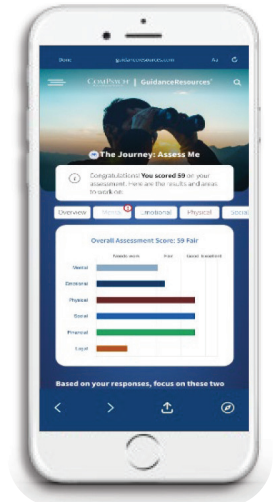 Done guidanceresources.com AA
COMPSYCH | GuidanceResources®
The Journey: Assess Me
Congratulations! You scored 59 on your
assessment. Here are the results and areas
to work on:
Overview Mental Emotional Physical Social
Overall Assessment Score: 59 Fair
Needs work Fair Good Excellent
Mental
Emotional
Physical
Social
Financial
Legal
Based on your responses, focus on these two